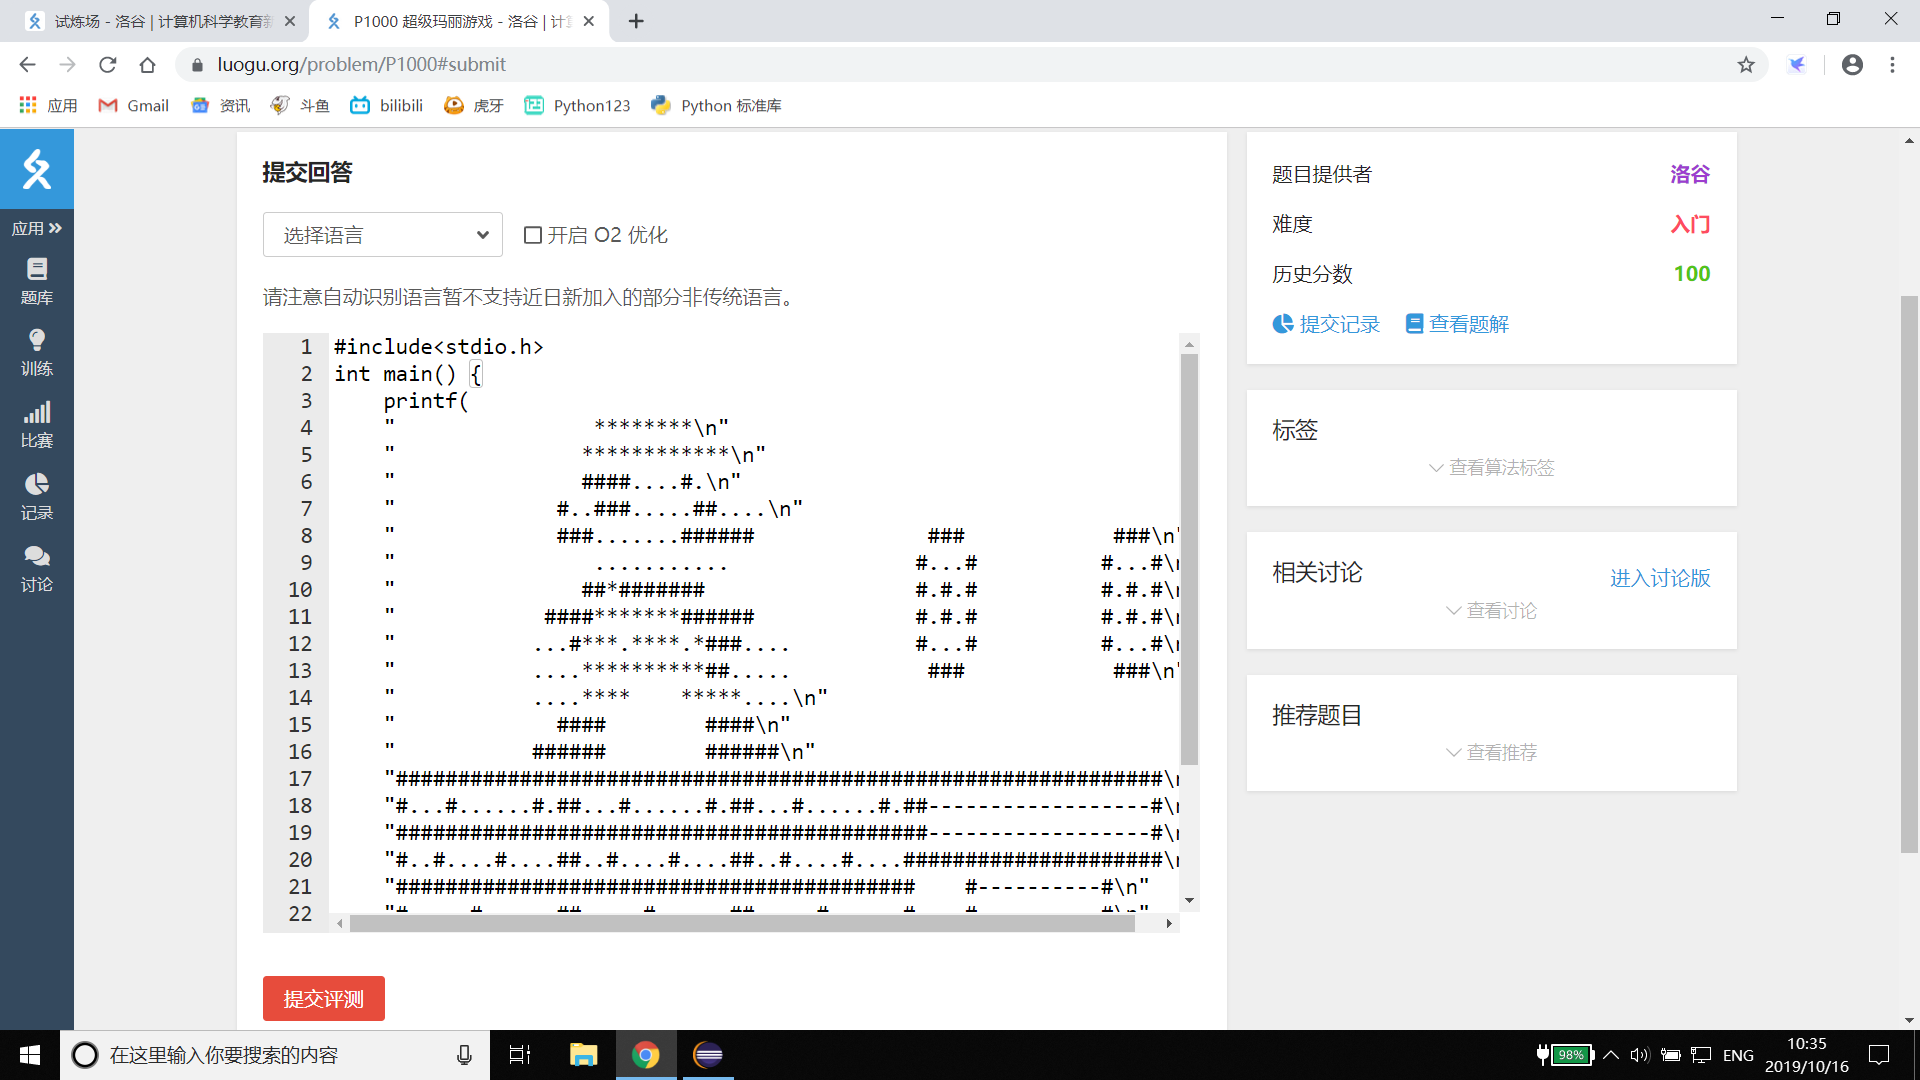 试炼场 - 洛谷 | 计算机科学教育新
P1000 超级玛丽游戏 - 洛谷 | 计
luogu.org/problem/P1000#submit
应用 Gmail 资讯 斗鱼 bilibili 虎牙 Python123 Python 标准库
应用
题库
训练
比赛
记录
讨论
提交回答
选择语言 开启 O2 优化
请注意自动识别语言暂不支持近日新加入的部分非传统语言。
1 #include<stdio.h>
2 int main() {
3     printf(
4     "                ********\n"
5     "               ************\n"
6     "               ####....#.\n"
7     "             #..###.....##....\n"
8     "             ###.......######              ###            ###\n"
9     "                ...........               #...#          #...#\n
10     "               ##*#######                 #.#.#          #.#.#\n
11     "            ####*******######             #.#.#          #.#.#\n
12     "           ...#***.****.*###....          #...#          #...#\n
13     "           ....**********##.....           ###            ###\n"
14     "           ....****    *****....\n"
15     "             ####        ####\n"
16     "           ######        ######\n"
17     "##############################################################\n
18     "#...#......#.##...#......#.##...#......#.##------------------#\n
19     "###########################################------------------#\n
20     "#..#....#....##..#....#....##..#....#....#####################\n
21     "##########################################    #----------#\n"
22     "#.....#......##.....#......##.....#......#    #----------#\n"
提交评测
题目提供者 洛谷
难度 入门
历史分数 100
提交记录 查看题解
标签
查看算法标签
相关讨论 进入讨论版
查看讨论
推荐题目
查看推荐
在这里输入你要搜索的内容
98% ENG
10:35
2019/10/16